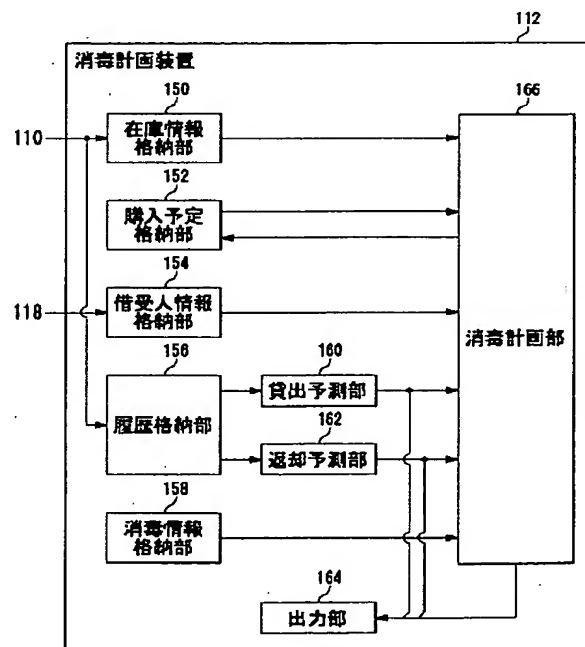 112
消毒計画装置
150
166
110
在庫情報
格納部
152
購入予定
格納部
154
118
借受人情報
格納部
消毒計画部
156
160
履歴格納部
貸出予測部
162
返却予測部
158
消毒情報
格納部
164
出力部